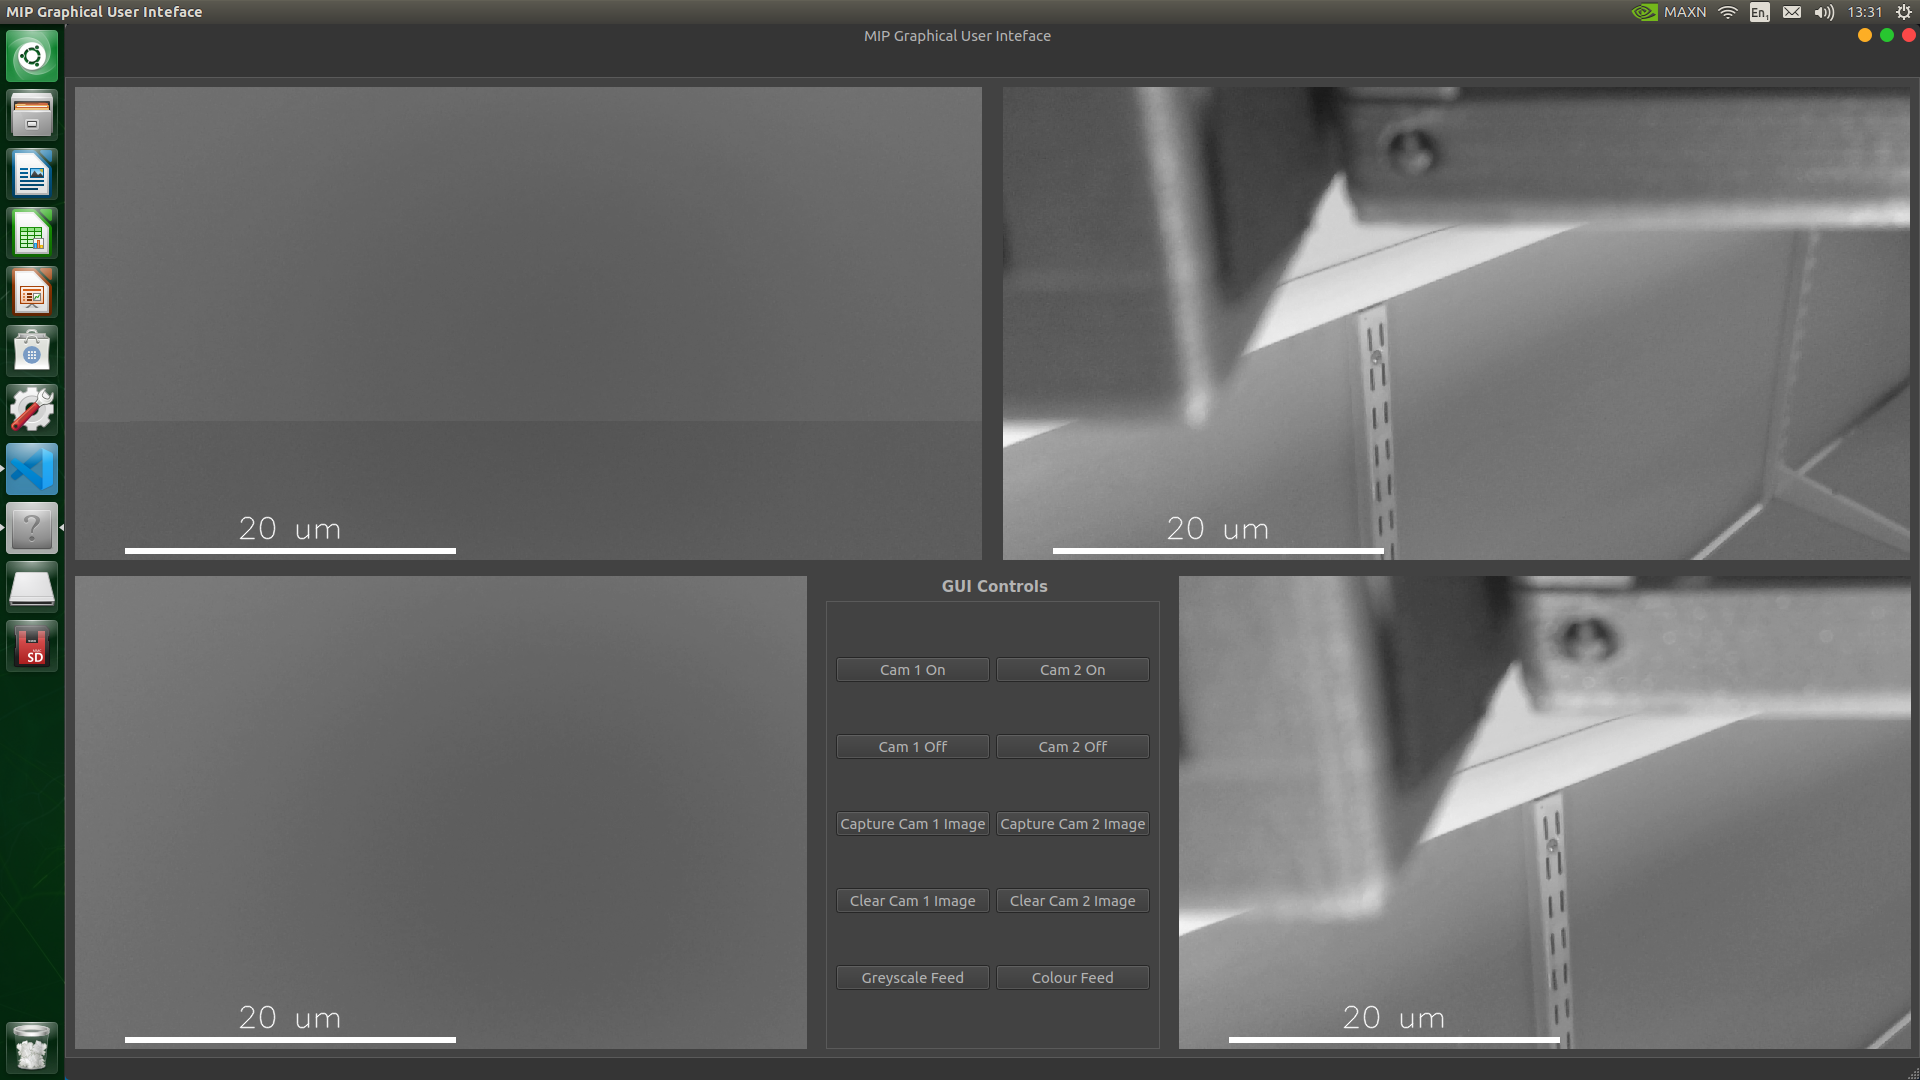 MIP Graphical User Inteface
MAXN
En1
13:31
MIP Graphical User Inteface
20 um
20 um
GUI Controls
Cam 1 On
Cam 2 On
Cam 1 Off
Cam 2 Off
Capture Cam 1 Image
Capture Cam 2 Image
Clear Cam 1 Image
Clear Cam 2 Image
Greyscale Feed
Colour Feed
20 um
20 um
?
SD